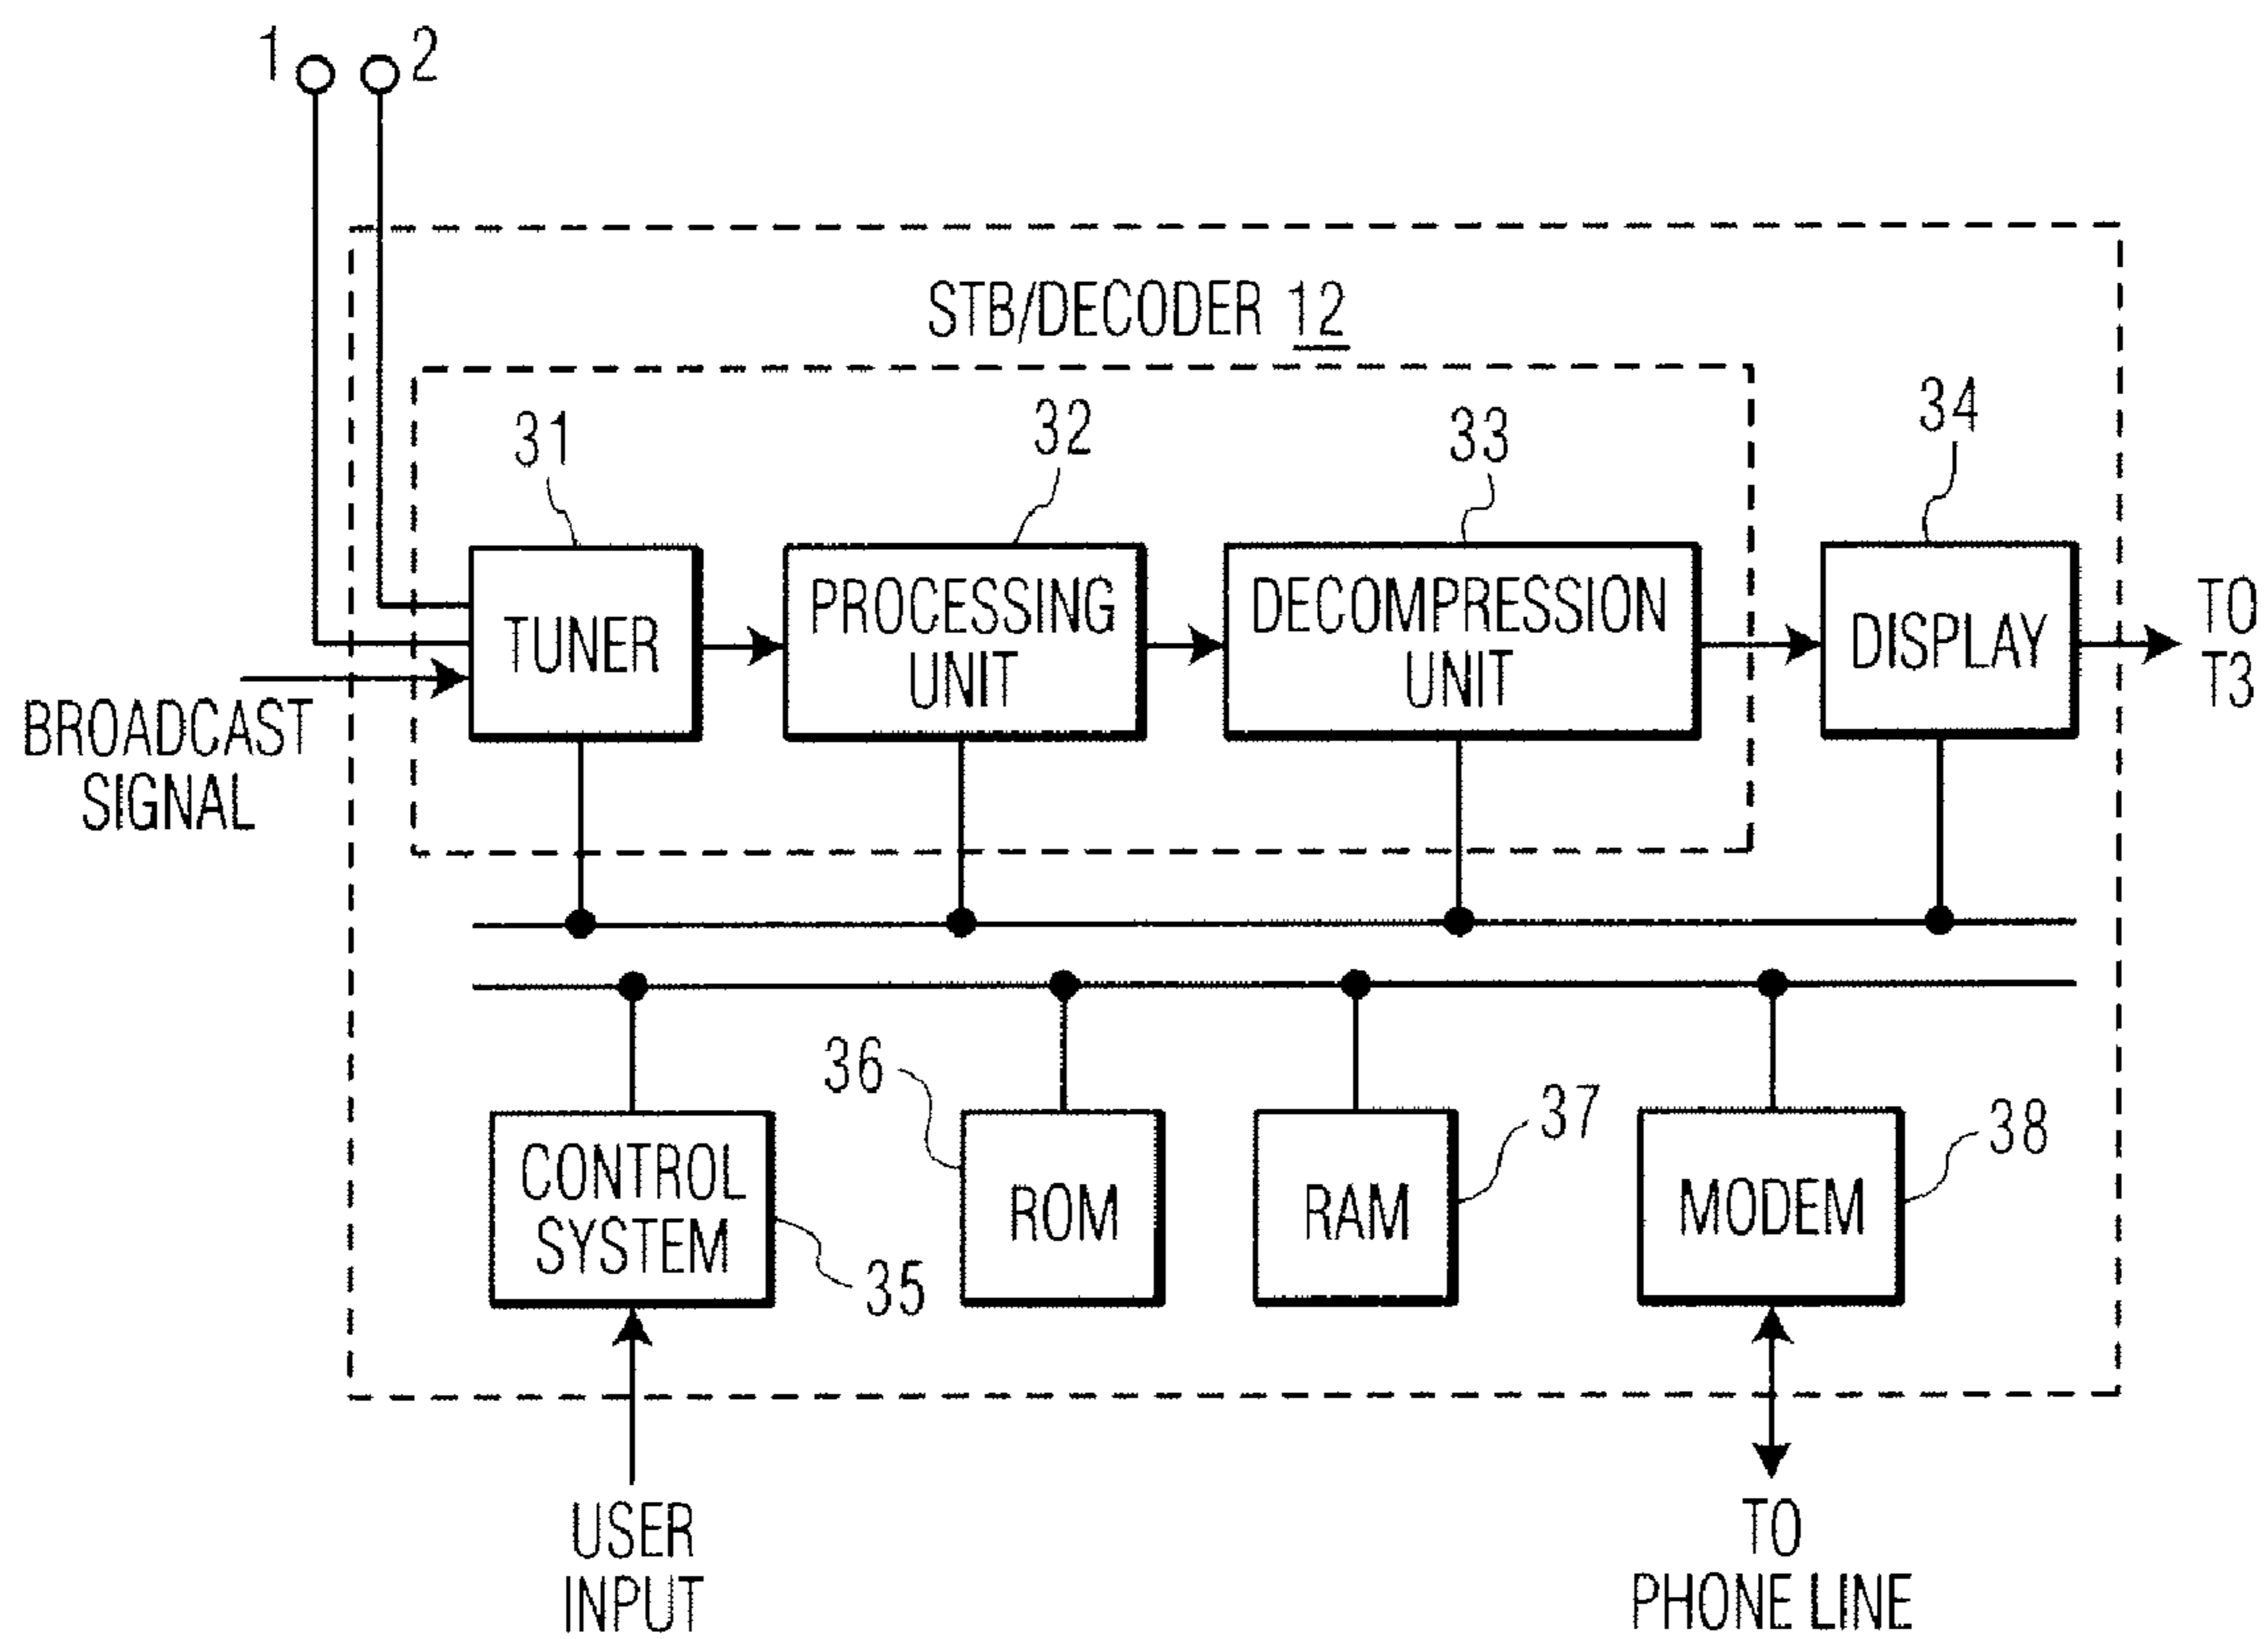 1 2
STB/DECODER 12
31
32
33
34
TUNER
PROCESSING
UNIT
DECOMPRESSION
UNIT
DISPLAY
TO
T3
BROADCAST
SIGNAL
36
37
38
CONTROL
SYSTEM
35
ROM
RAM
MODEM
USER
INPUT
TO
PHONE LINE